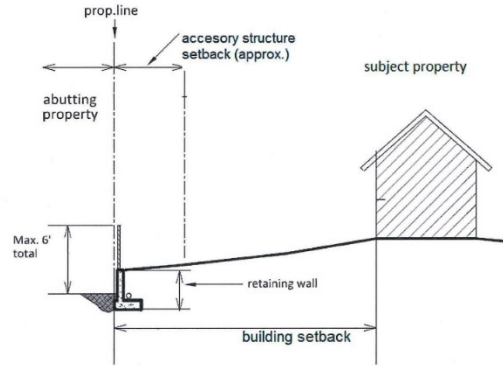 prop.line
accesory structure
setback (approx.)
subject property
abutting
property
Max. 6'
total
retaining wall
building setback